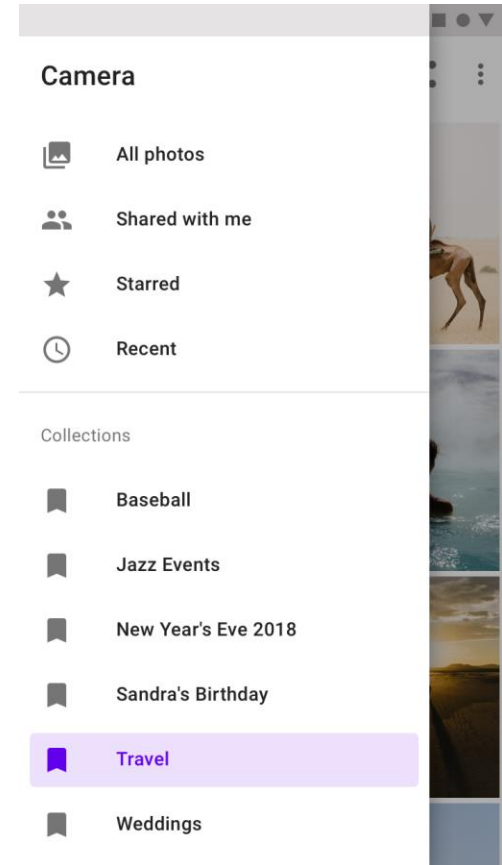 Camera
All photos
Shared with me
Starred
Recent
Collections
Baseball
Jazz Events
New Year's Eve 2018
Sandra's Birthday
Travel
Weddings